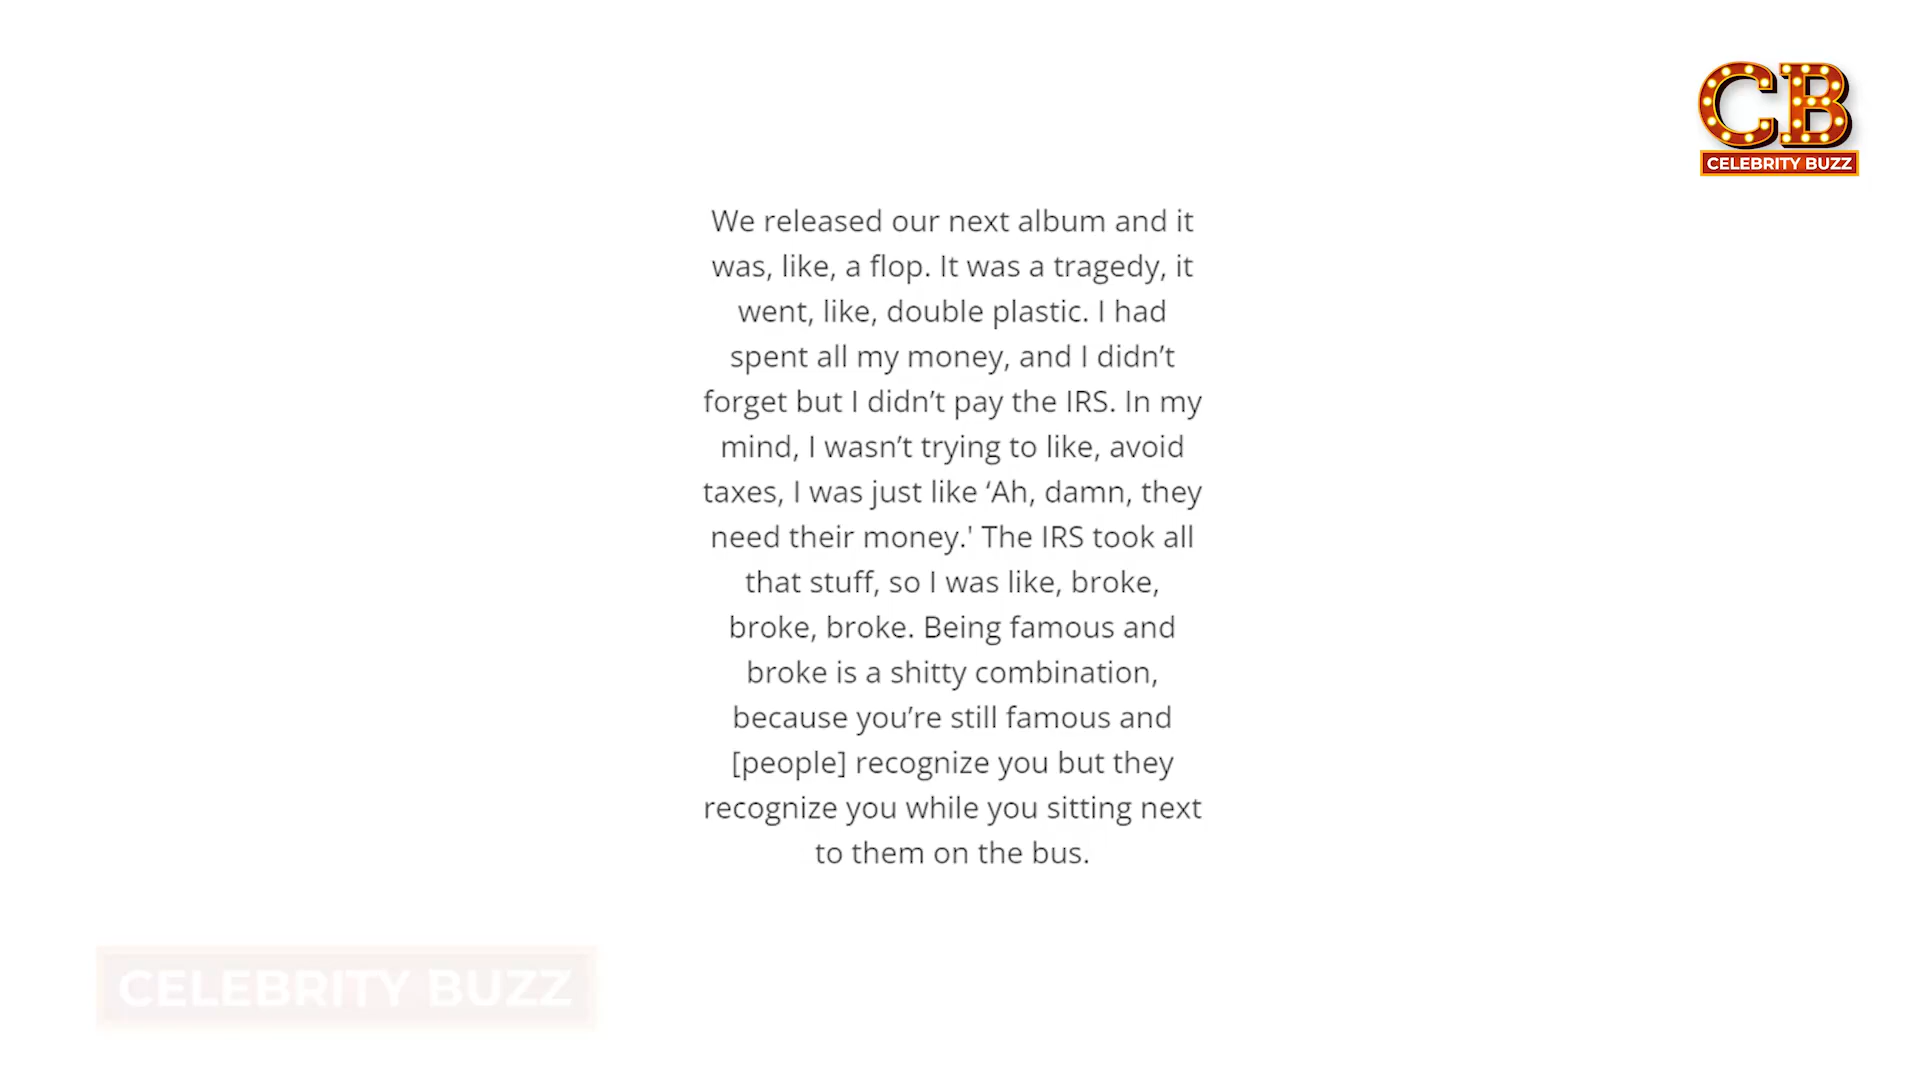 CB
CELEBRITY BUZZ
We released our next album and it
was, like, a flop. It was a tragedy, it
went, like, double plastic. I had
spent all my money, and I didn’t
forget but I didn’t pay the IRS. In my
mind, I wasn’t trying to like, avoid
taxes, I was just like ‘Ah, damn, they
need their money.' The IRS took all
that stuff, so I was like, broke,
broke, broke. Being famous and
broke is a shitty combination,
because you’re still famous and
[people] recognize you but they
recognize you while you sitting next
to them on the bus.
CELEBRITY BUZZ